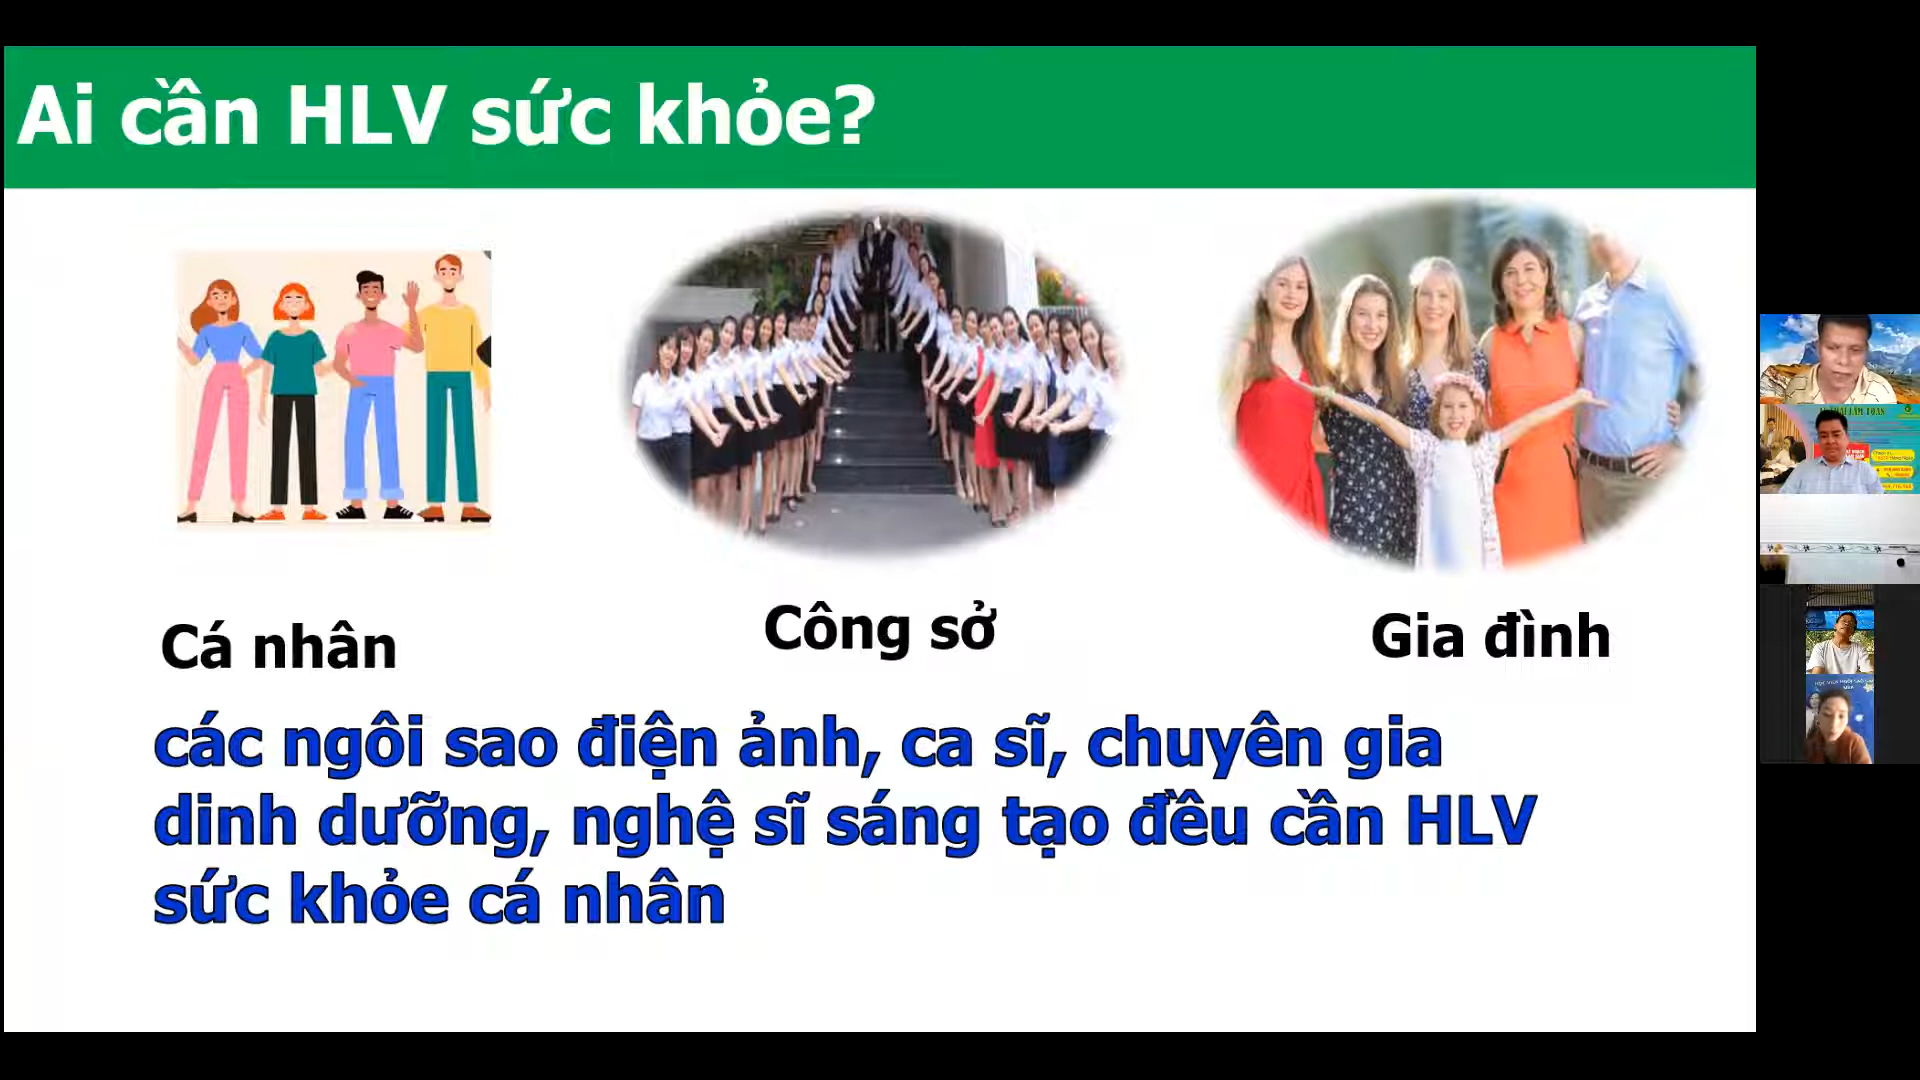 Ai cần HLV sức khỏe?
Cá nhân
Công sở
Gia đình
các ngôi sao điện ảnh, ca sĩ, chuyên gia
dinh dưỡng, nghệ sĩ sáng tạo đều cần HLV
sức khỏe cá nhân